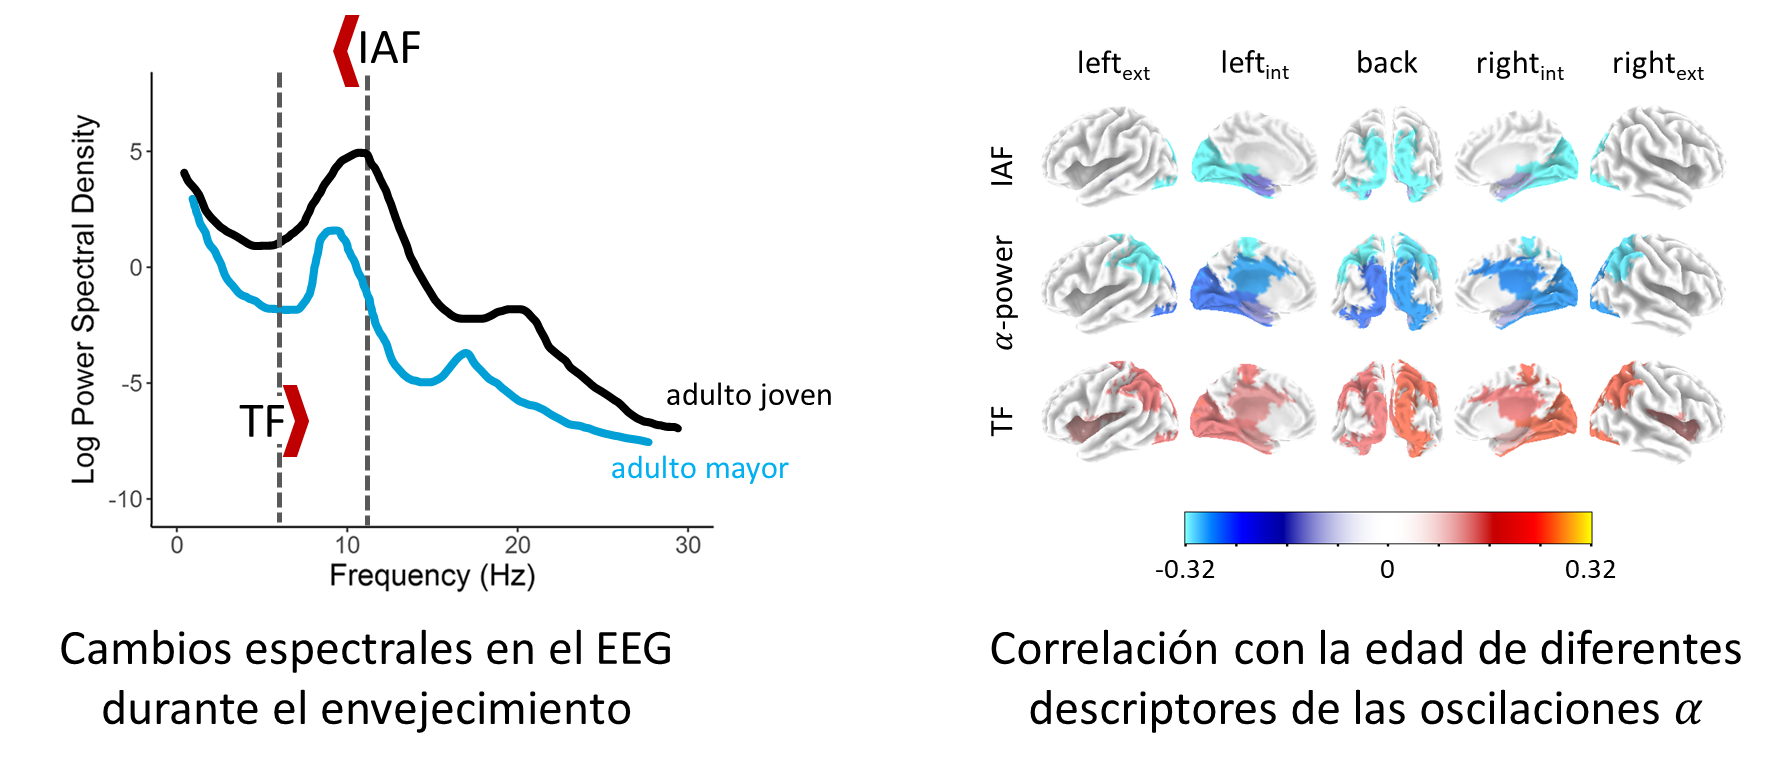 IAF
Log Power Spectral Density
5
0
-5
-10
TF
adulto joven
adulto mayor
0 10 20 30
Frequency (Hz)
Cambios espectrales en el EEG
durante el envejecimiento
left_ext left_int back right_int right_ext
IAF
α-power
TF
-0.32 0 0.32
Correlación con la edad de diferentes
descriptores de las oscilaciones α